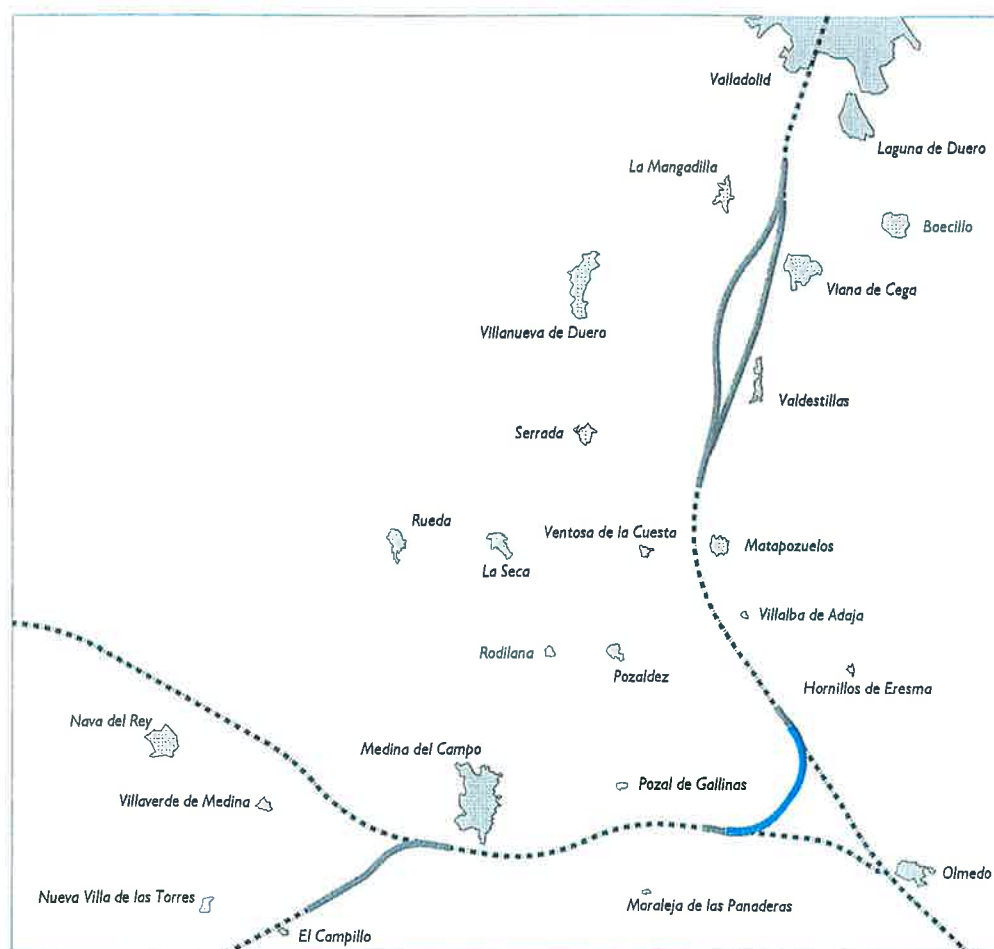 Valladolid
Laguna de Duero
La Mangadilla
Boecillo
Viana de Cega
Villanueva de Duero
Valdestillas
Serrada
Rueda
Ventosa de la Cuesta
Matapozuelos
La Seca
Villalba de Adaja
Rodilana
Pozaldez
Hornillos de Eresma
Nava del Rey
Medina del Campo
Pozal de Gallinas
Villaverde de Medina
Olmedo
Nueva Villa de las Torres
Moraleja de las Panaderas
El Campillo